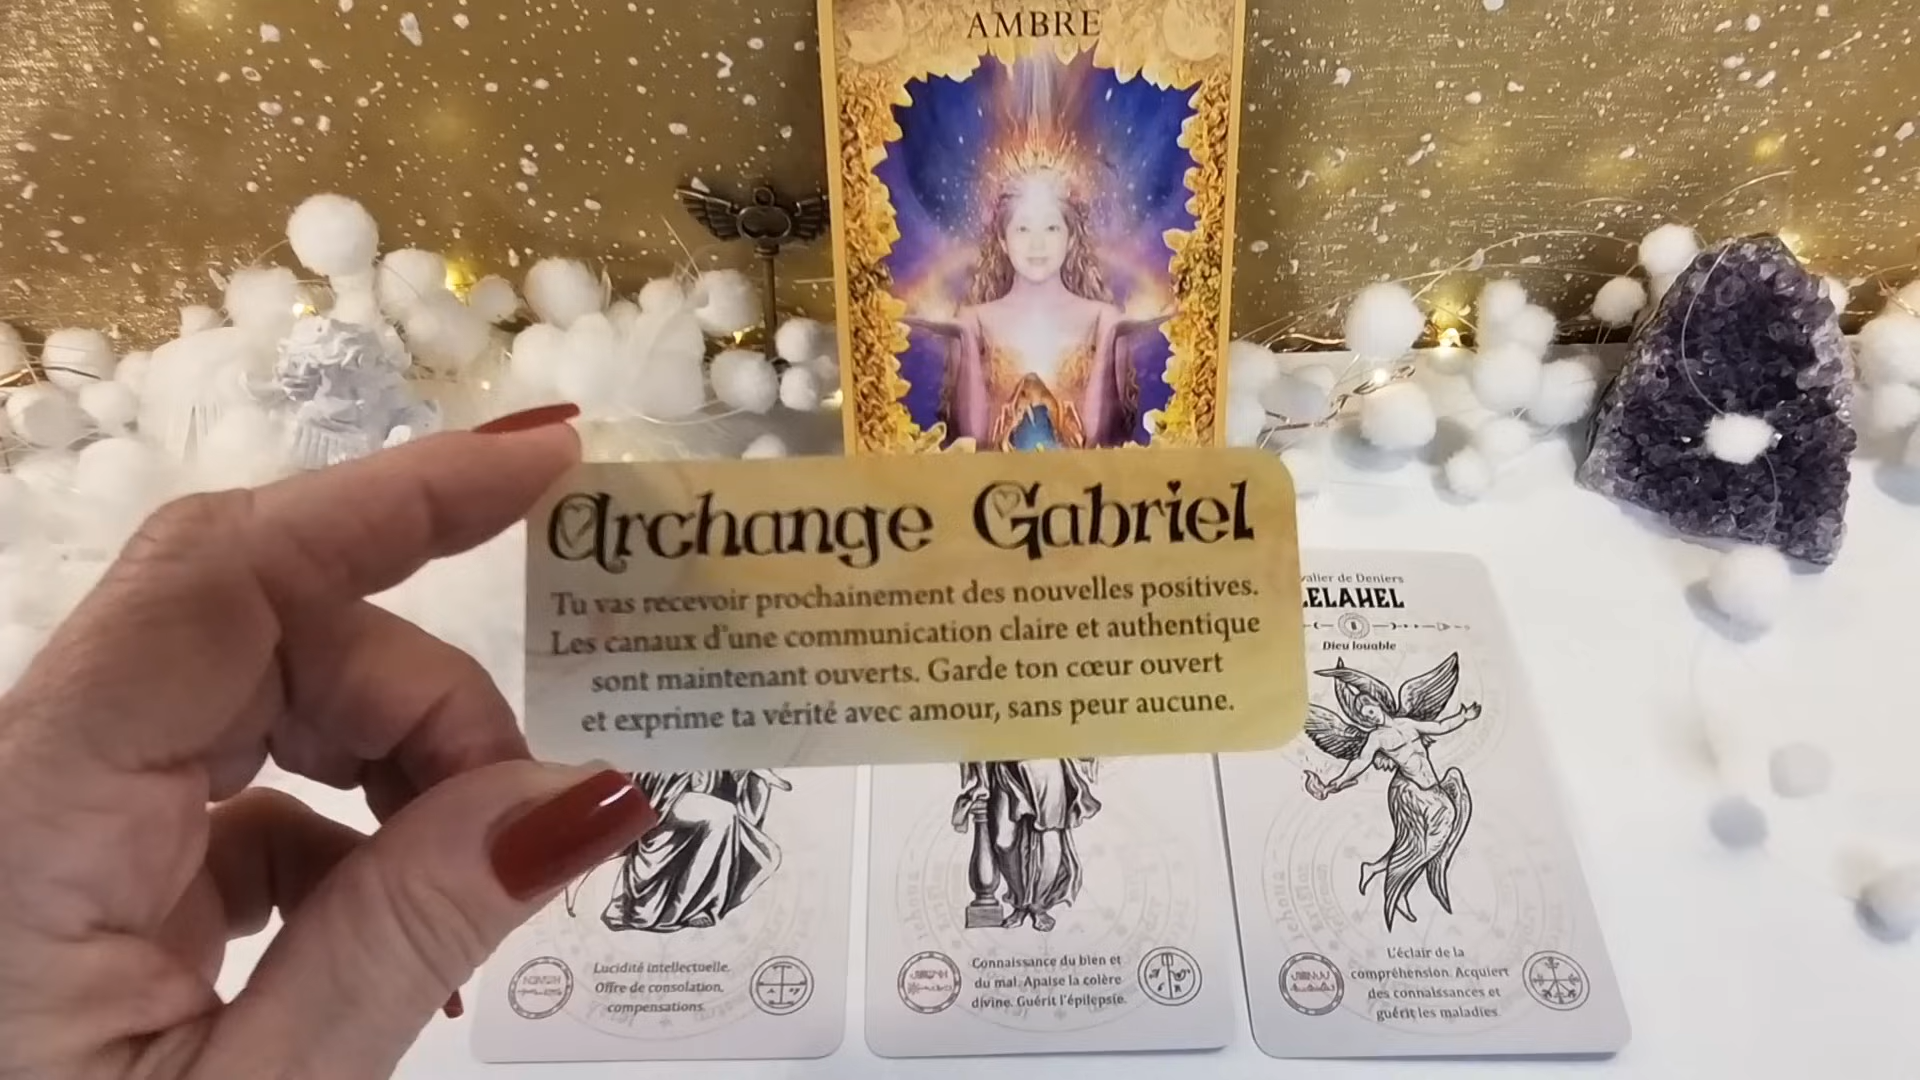 AMBRE
Archange Gabriel
Tu vas recevoir prochainement des nouvelles positives.
Les canaux d'une communication claire et authentique
sont maintenant ouverts. Garde ton cœur ouvert
et exprime ta vérité avec amour, sans peur aucune.
Lucidité intellectuelle.
Offre de consolation,
compensations.
Connaissance du bien et
du mal. Apaise la colère
divine. Guérit l'épilepsie.
alier de Deniers
LELAHEL
Dieu louable
L'éclair de la
compréhension. Acquiert
des connaissances et
guérit les maladies.